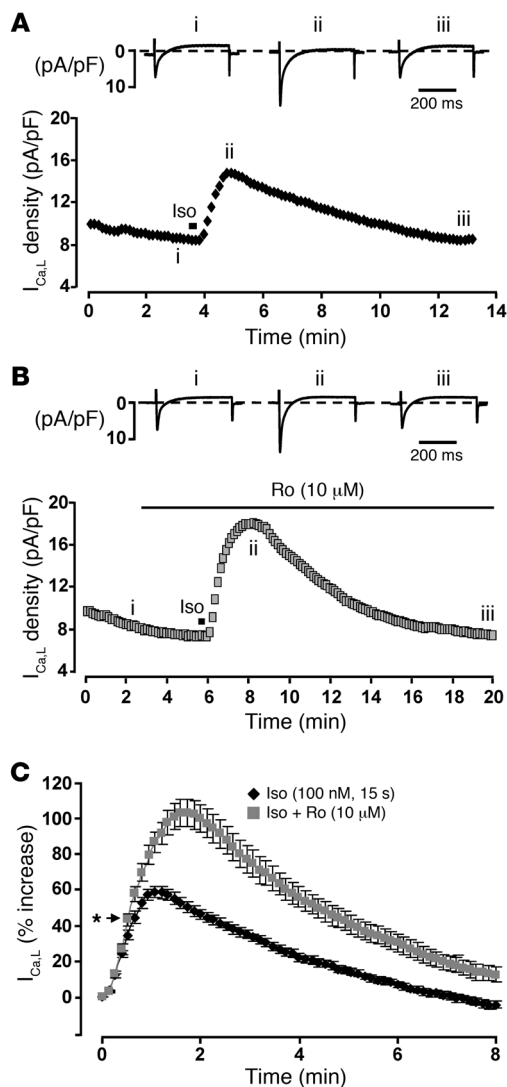 A
i ii iii
0
(pA/pF)
10
200 ms
20
16
12
8
4
I_Ca,L density (pA/pF)
ii
Iso
i
iii
0 2 4 6 8 10 12 14
Time (min)
B
i ii iii
0
(pA/pF)
10
200 ms
Ro (10 μM)
20
16
12
8
4
I_Ca,L density (pA/pF)
i
Iso
ii
iii
0 2 4 6 8 10 12 14 16 18 20
Time (min)
C
120
100
80
60
40
20
0
I_Ca,L (% increase)
Iso (100 nM, 15 s)
Iso + Ro (10 μM)
*
0 2 4 6 8
Time (min)